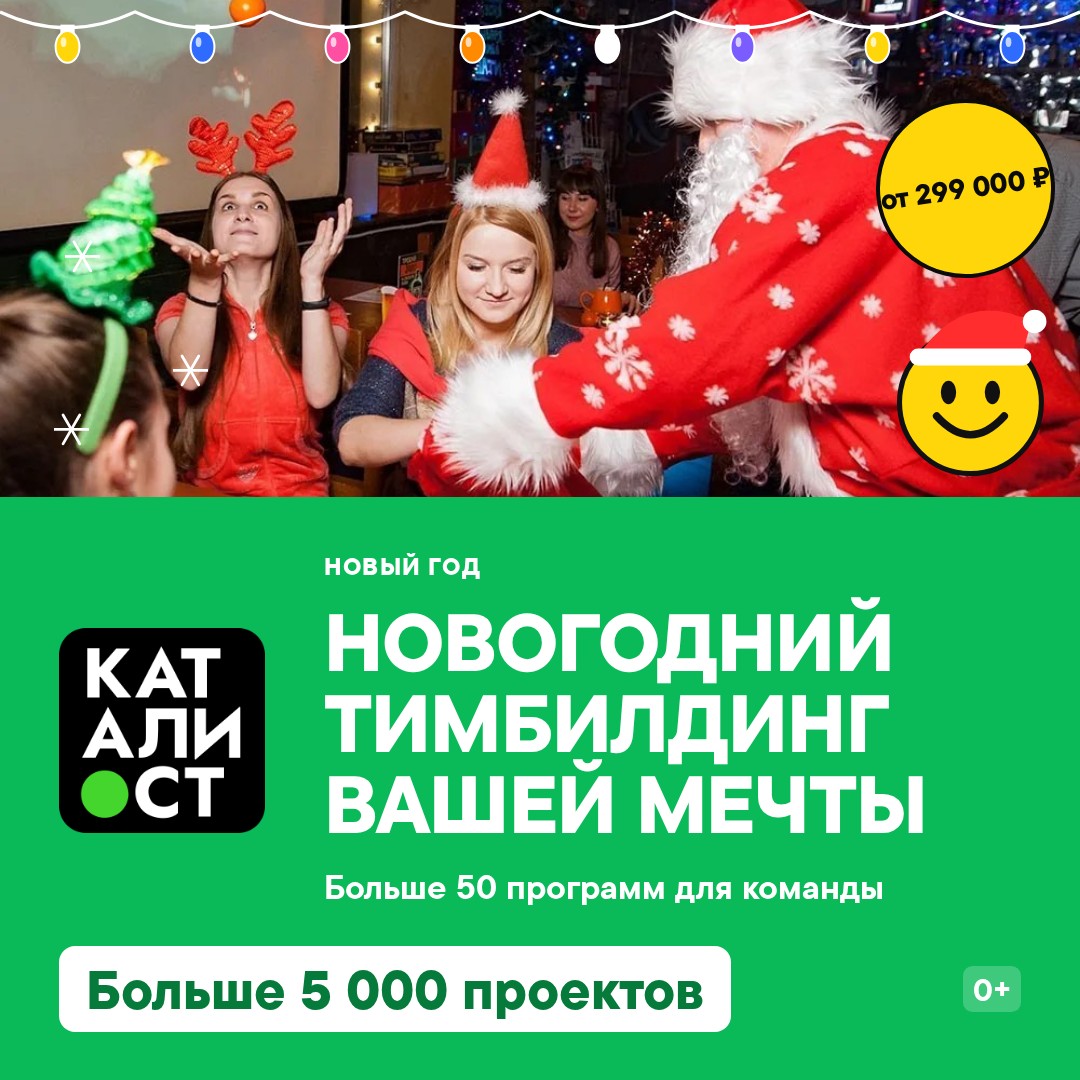 от 299 000 ₽
НОВЫЙ ГОД
НОВОГОДНИЙ
ТИМБИЛДИНГ
ВАШЕЙ МЕЧТЫ
КАТ
АЛИ
СТ
Больше 50 программ для команды
Больше 5 000 проектов
0+